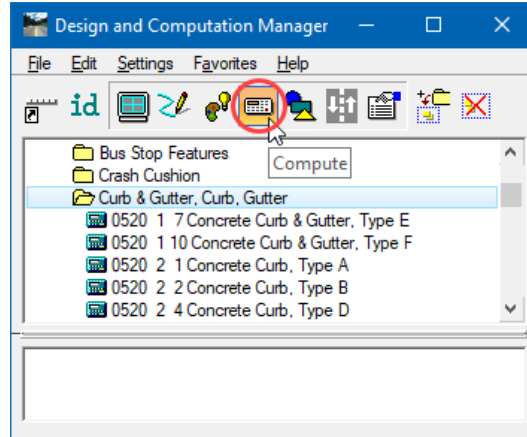 Design and Computation Manager
File Edit Settings Favorites Help
id
Bus Stop Features
Compute
Crash Cushion
Curb & Gutter, Curb, Gutter
0520 1 7 Concrete Curb & Gutter, Type E
0520 1 10 Concrete Curb & Gutter, Type F
0520 2 1 Concrete Curb, Type A
0520 2 2 Concrete Curb, Type B
0520 2 4 Concrete Curb, Type D